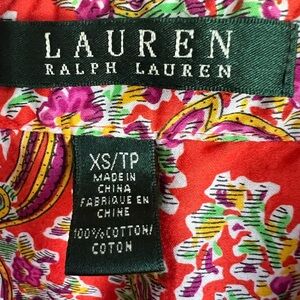 LAUREN
RALPH LAUREN
XS/TP
MADE IN
CHINA
FABRIQUE EN
CHINE
100%COTTON/
COTON